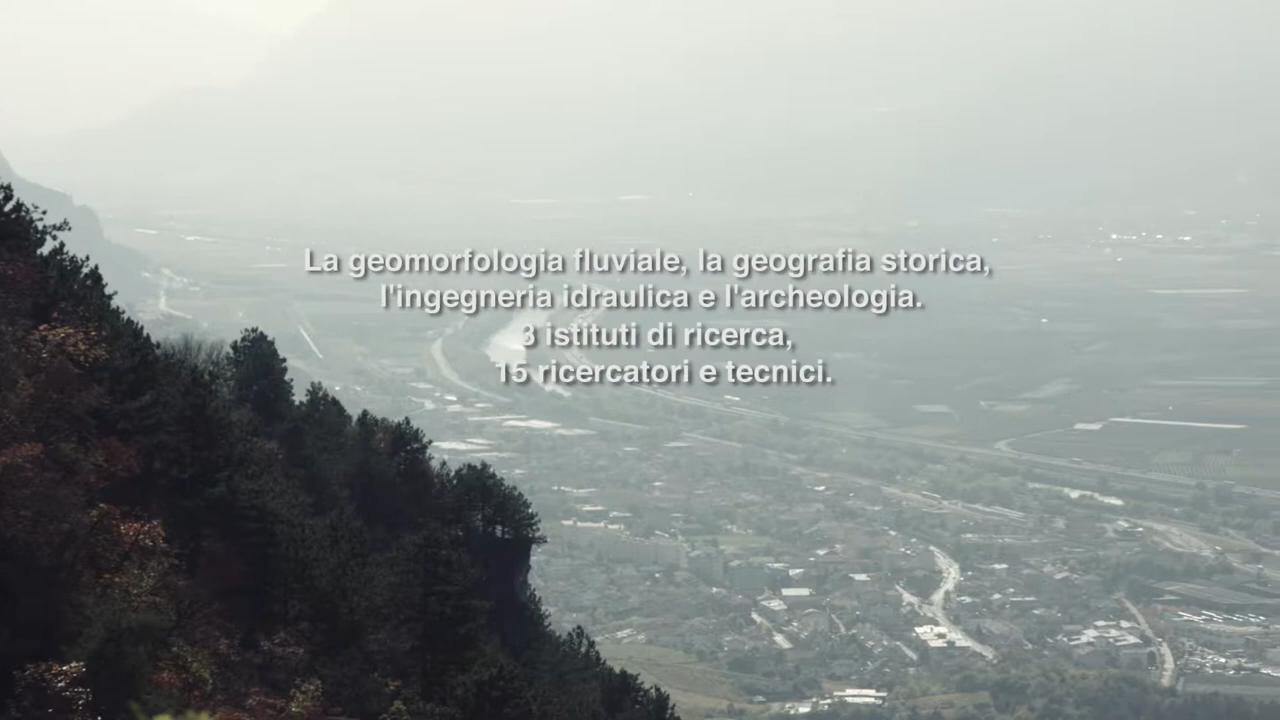 La geomorfologia fluviale, la geografia storica,
l'ingegneria idraulica e l'archeologia.
3 istituti di ricerca,
15 ricercatori e tecnici.